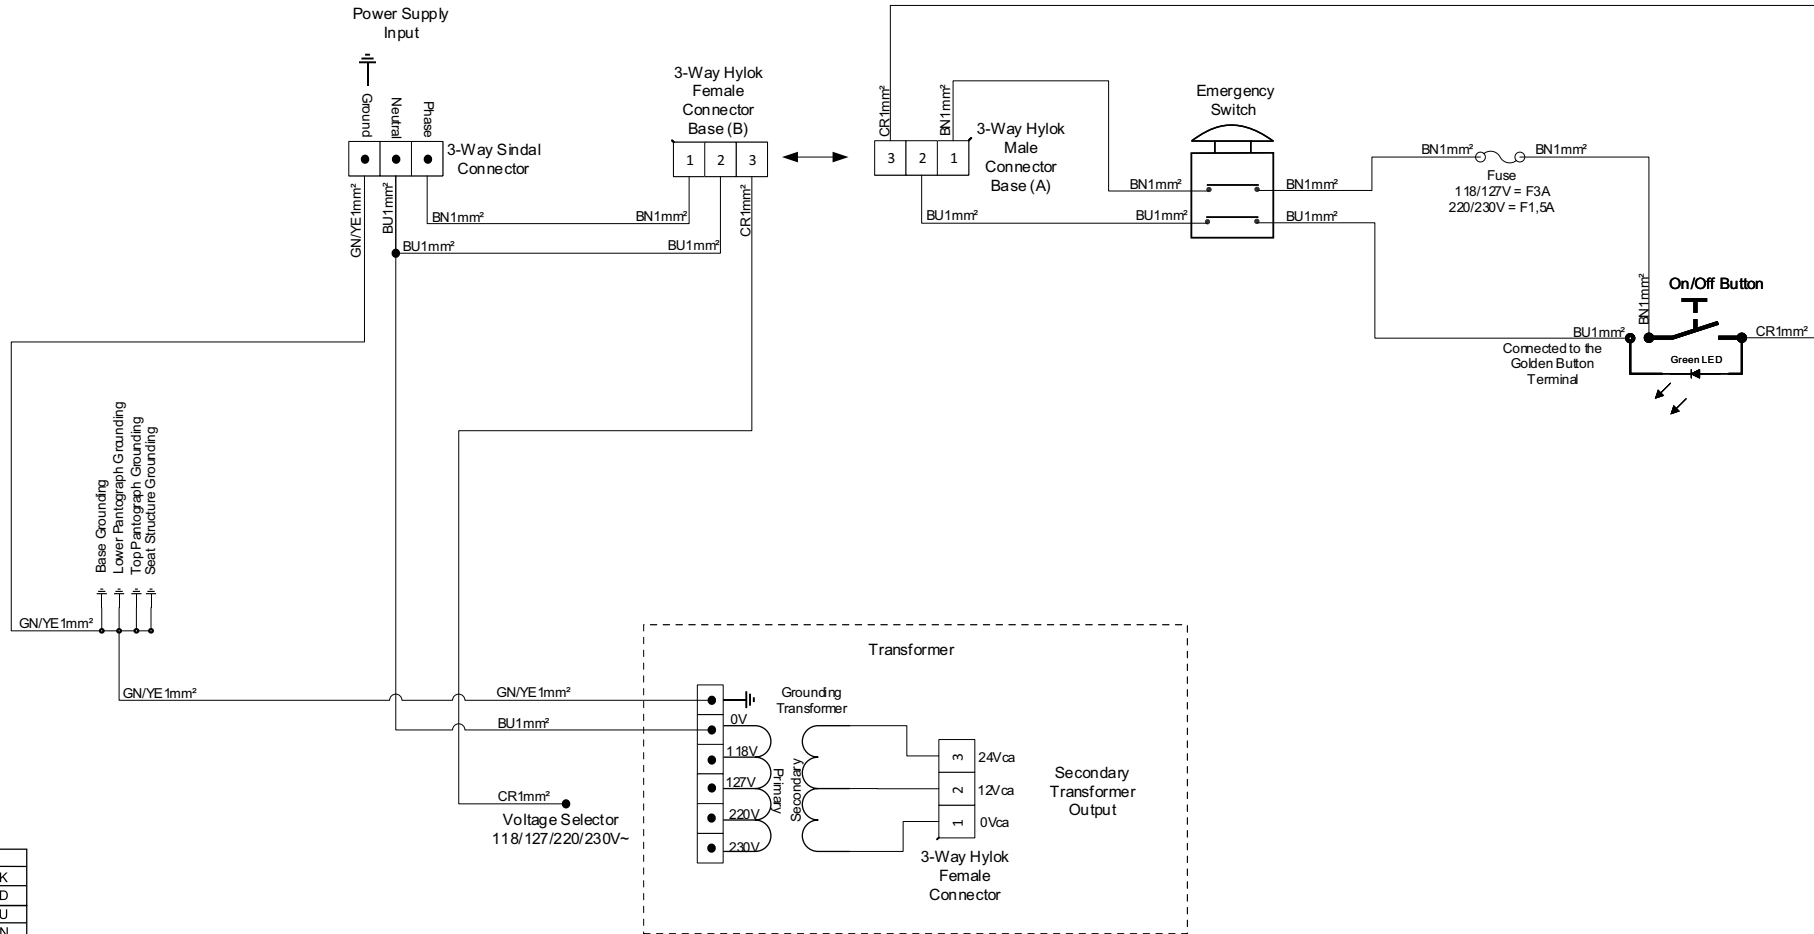 Power Supply
Input
Ground
Neutral
Phase
3-Way Sindal
Connector
GN/YE1mm²
BU1mm²
BN1mm²
BN1mm²
BU1mm²
BU1mm²
3-Way Hylok
Female
Connector
Base (B)
1 2 3
CR1mm²
CR1mm²
BN1mm²
3 2 1
3-Way Hylok
Male
Connector
Base (A)
BU1mm²
BN1mm²
BU1mm²
Emergency
Switch
BN1mm²
BU1mm²
BN1mm²
BN1mm²
Fuse
118/127V = F3A
220/230V = F1,5A
BN1mm²
On/Off Button
BU1mm²
CR1mm²
Connected to the
Golden Button
Terminal
Green LED
Base Grounding
Lower Pantograph Grounding
Top Pantograph Grounding
Seat Structure Grounding
GN/YE1mm²
GN/YE1mm²
GN/YE1mm²
BU1mm²
CR1mm²
Voltage Selector
118/127/220/230V~
Transformer
Grounding
Transformer
0V
118V
127V
220V
230V
Primary
Secondary
3
24Vca
2
12Vca
1
0Vca
Secondary
Transformer
Output
3-Way Hylok
Female
Connector
K
D
U
N